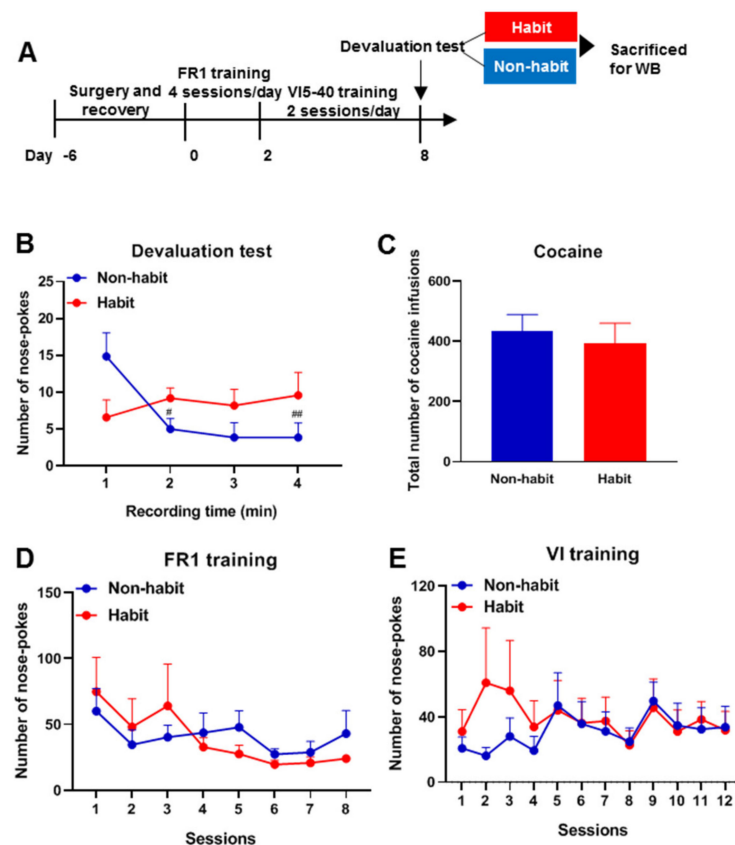 A
Surgery and
recovery
FR1 training
4 sessions/day
VI5-40 training
2 sessions/day
Devaluation test
Habit
Non-habit
Sacrificed
for WB
Day -6 0 2 8
B
Devaluation test
Non-habit
Habit
Number of nose-pokes
25
20
15
10
5
0
#
##
1 2 3 4
Recording time (min)
C
Cocaine
Total number of cocaine infusions
600
400
200
0
Non-habit Habit
D
FR1 training
Non-habit
Habit
Number of nose-pokes
150
100
50
0
1 2 3 4 5 6 7 8
Sessions
E
VI training
Non-habit
Habit
Number of nose-pokes
120
80
40
0
1 2 3 4 5 6 7 8 9 10 11 12
Sessions